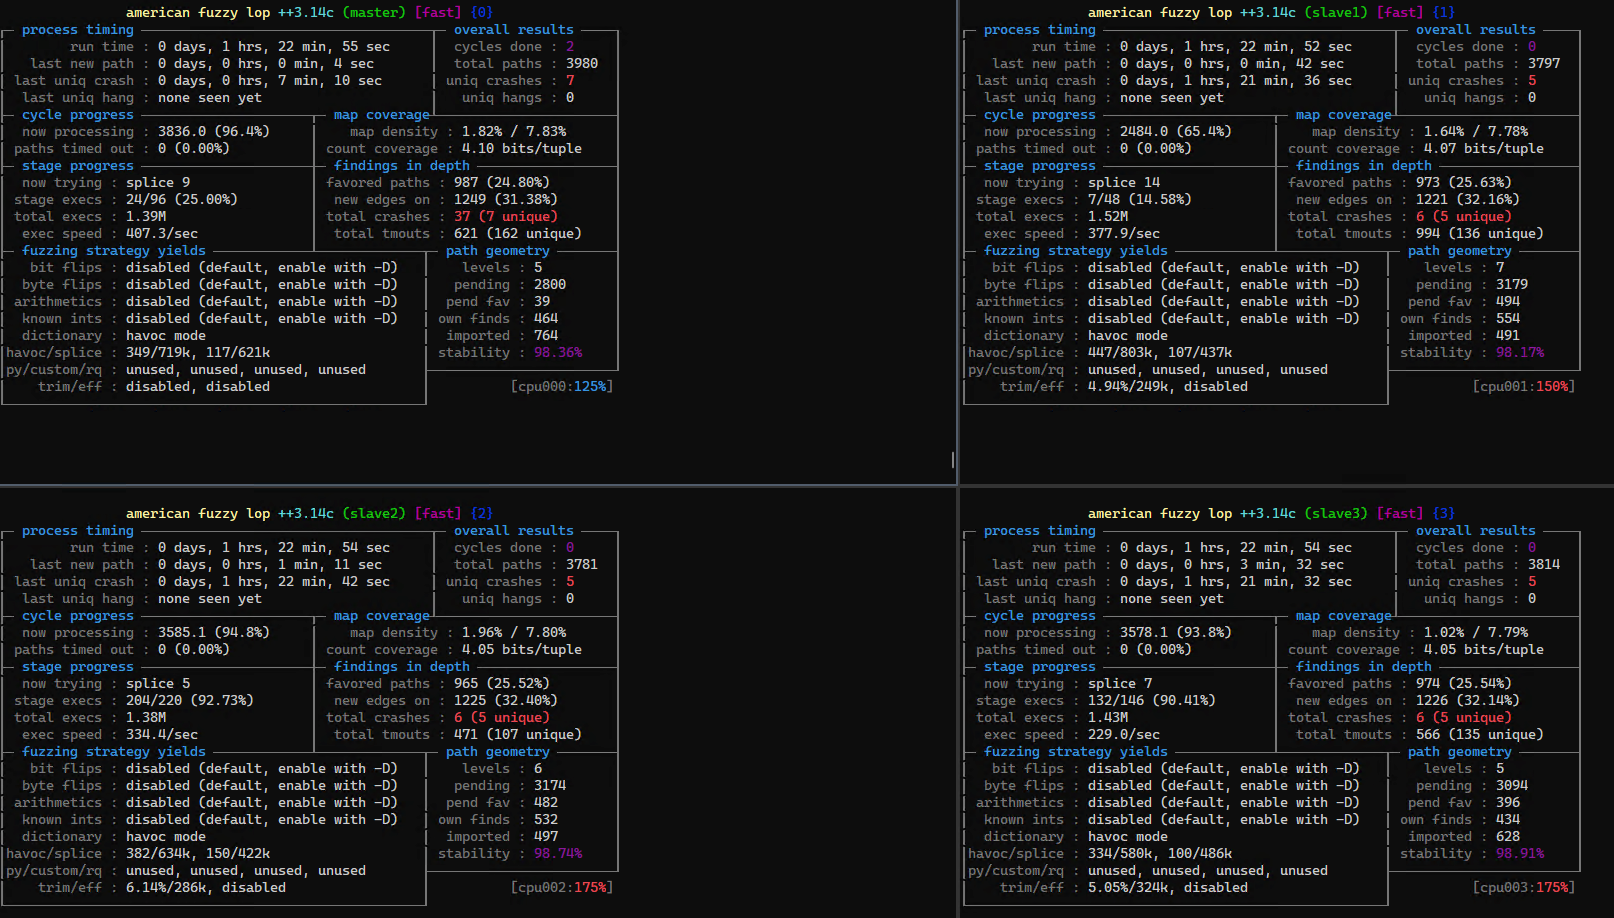 american fuzzy lop ++3.14c (master) [fast] {0}
process timing overall results
run time : 0 days, 1 hrs, 22 min, 55 sec cycles done : 2
last new path : 0 days, 0 hrs, 0 min, 4 sec total paths : 3980
last uniq crash : 0 days, 0 hrs, 7 min, 10 sec uniq crashes : 7
last uniq hang : none seen yet uniq hangs : 0
cycle progress map coverage
now processing : 3836.0 (96.4%) map density : 1.82% / 7.83%
paths timed out : 0 (0.00%) count coverage : 4.10 bits/tuple
stage progress findings in depth
now trying : splice 9 favored paths : 987 (24.80%)
stage execs : 24/96 (25.00%) new edges on : 1249 (31.38%)
total execs : 1.39M total crashes : 37 (7 unique)
exec speed : 407.3/sec total tmouts : 621 (162 unique)
fuzzing strategy yields path geometry
bit flips : disabled (default, enable with -D) levels : 5
byte flips : disabled (default, enable with -D) pending : 2800
arithmetics : disabled (default, enable with -D) pend fav : 39
known ints : disabled (default, enable with -D) own finds : 464
dictionary : havoc mode imported : 764
havoc/splice : 349/719k, 117/621k stability : 98.36%
py/custom/rq : unused, unused, unused, unused
trim/eff : disabled, disabled [cpu000:125%]
american fuzzy lop ++3.14c (slave1) [fast] {1}
process timing overall results
run time : 0 days, 1 hrs, 22 min, 52 sec cycles done : 0
last new path : 0 days, 0 hrs, 0 min, 42 sec total paths : 3797
last uniq crash : 0 days, 1 hrs, 21 min, 36 sec uniq crashes : 5
last uniq hang : none seen yet uniq hangs : 0
cycle progress map coverage
now processing : 2484.0 (65.4%) map density : 1.64% / 7.78%
paths timed out : 0 (0.00%) count coverage : 4.07 bits/tuple
stage progress findings in depth
now trying : splice 14 favored paths : 973 (25.63%)
stage execs : 7/48 (14.58%) new edges on : 1221 (32.16%)
total execs : 1.52M total crashes : 6 (5 unique)
exec speed : 377.9/sec total tmouts : 994 (136 unique)
fuzzing strategy yields path geometry
bit flips : disabled (default, enable with -D) levels : 7
byte flips : disabled (default, enable with -D) pending : 3179
arithmetics : disabled (default, enable with -D) pend fav : 494
known ints : disabled (default, enable with -D) own finds : 554
dictionary : havoc mode imported : 491
havoc/splice : 447/803k, 107/437k stability : 98.17%
py/custom/rq : unused, unused, unused, unused
trim/eff : 4.94%/249k, disabled [cpu001:150%]
american fuzzy lop ++3.14c (slave2) [fast] {2}
process timing overall results
run time : 0 days, 1 hrs, 22 min, 54 sec cycles done : 0
last new path : 0 days, 0 hrs, 1 min, 11 sec total paths : 3781
last uniq crash : 0 days, 1 hrs, 22 min, 42 sec uniq crashes : 5
last uniq hang : none seen yet uniq hangs : 0
cycle progress map coverage
now processing : 3585.1 (94.8%) map density : 1.96% / 7.80%
paths timed out : 0 (0.00%) count coverage : 4.05 bits/tuple
stage progress findings in depth
now trying : splice 5 favored paths : 965 (25.52%)
stage execs : 204/220 (92.73%) new edges on : 1225 (32.40%)
total execs : 1.38M total crashes : 6 (5 unique)
exec speed : 334.4/sec total tmouts : 471 (107 unique)
fuzzing strategy yields path geometry
bit flips : disabled (default, enable with -D) levels : 6
byte flips : disabled (default, enable with -D) pending : 3174
arithmetics : disabled (default, enable with -D) pend fav : 482
known ints : disabled (default, enable with -D) own finds : 532
dictionary : havoc mode imported : 497
havoc/splice : 382/634k, 150/422k stability : 98.74%
py/custom/rq : unused, unused, unused, unused
trim/eff : 6.14%/286k, disabled [cpu002:175%]
american fuzzy lop ++3.14c (slave3) [fast] {3}
process timing overall results
run time : 0 days, 1 hrs, 22 min, 54 sec cycles done : 0
last new path : 0 days, 0 hrs, 3 min, 32 sec total paths : 3814
last uniq crash : 0 days, 1 hrs, 21 min, 32 sec uniq crashes : 5
last uniq hang : none seen yet uniq hangs : 0
cycle progress map coverage
now processing : 3578.1 (93.8%) map density : 1.02% / 7.79%
paths timed out : 0 (0.00%) count coverage : 4.05 bits/tuple
stage progress findings in depth
now trying : splice 7 favored paths : 974 (25.54%)
stage execs : 132/146 (90.41%) new edges on : 1226 (32.14%)
total execs : 1.43M total crashes : 6 (5 unique)
exec speed : 229.0/sec total tmouts : 566 (135 unique)
fuzzing strategy yields path geometry
bit flips : disabled (default, enable with -D) levels : 5
byte flips : disabled (default, enable with -D) pending : 3094
arithmetics : disabled (default, enable with -D) pend fav : 396
known ints : disabled (default, enable with -D) own finds : 434
dictionary : havoc mode imported : 628
havoc/splice : 334/580k, 100/486k stability : 98.91%
py/custom/rq : unused, unused, unused, unused
trim/eff : 5.05%/324k, disabled [cpu003:175%]